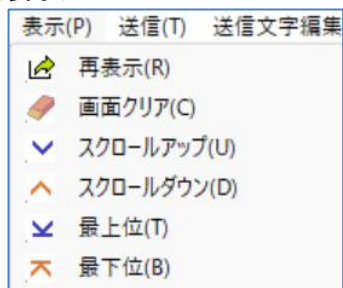 表示(P) 送信(T) 送信文字編集
再表示(R)
画面クリア(C)
スクロールアップ(U)
スクロールダウン(D)
最上位(T)
最下位(B)